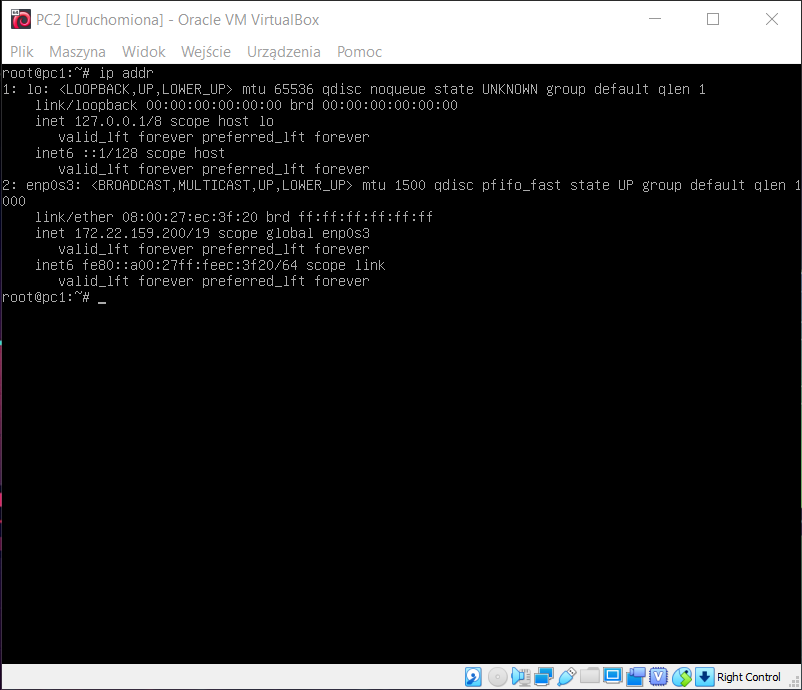 PC2 [Uruchomiona] - Oracle VM VirtualBox
Plik Maszyna Widok Wejście Urządzenia Pomoc
root@pc1:~# ip addr
1: lo: <LOOPBACK,UP,LOWER_UP> mtu 65536 qdisc noqueue state UNKNOWN group default qlen 1
    link/loopback 00:00:00:00:00:00 brd 00:00:00:00:00:00
    inet 127.0.0.1/8 scope host lo
       valid_lft forever preferred_lft forever
    inet6 ::1/128 scope host
       valid_lft forever preferred_lft forever
2: enp0s3: <BROADCAST,MULTICAST,UP,LOWER_UP> mtu 1500 qdisc pfifo_fast state UP group default qlen 1
000
    link/ether 08:00:27:ec:3f:20 brd ff:ff:ff:ff:ff:ff
    inet 172.22.159.200/19 scope global enp0s3
       valid_lft forever preferred_lft forever
    inet6 fe80::a00:27ff:feec:3f20/64 scope link
       valid_lft forever preferred_lft forever
root@pc1:~# _
Right Control